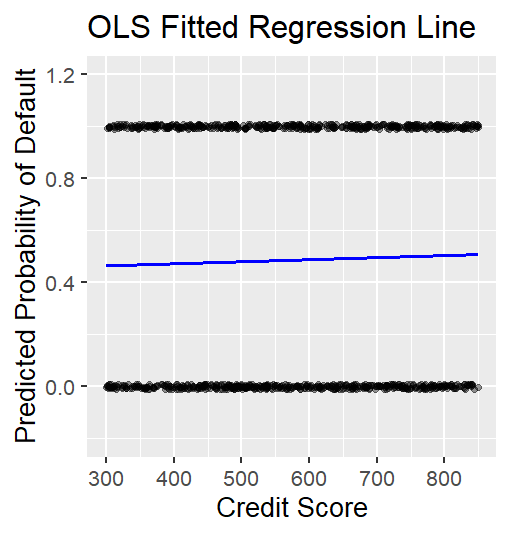 OLS Fitted Regression Line
Predicted Probability of Default
1.2
0.8
0.4
0.0
300 400 500 600 700 800
Credit Score